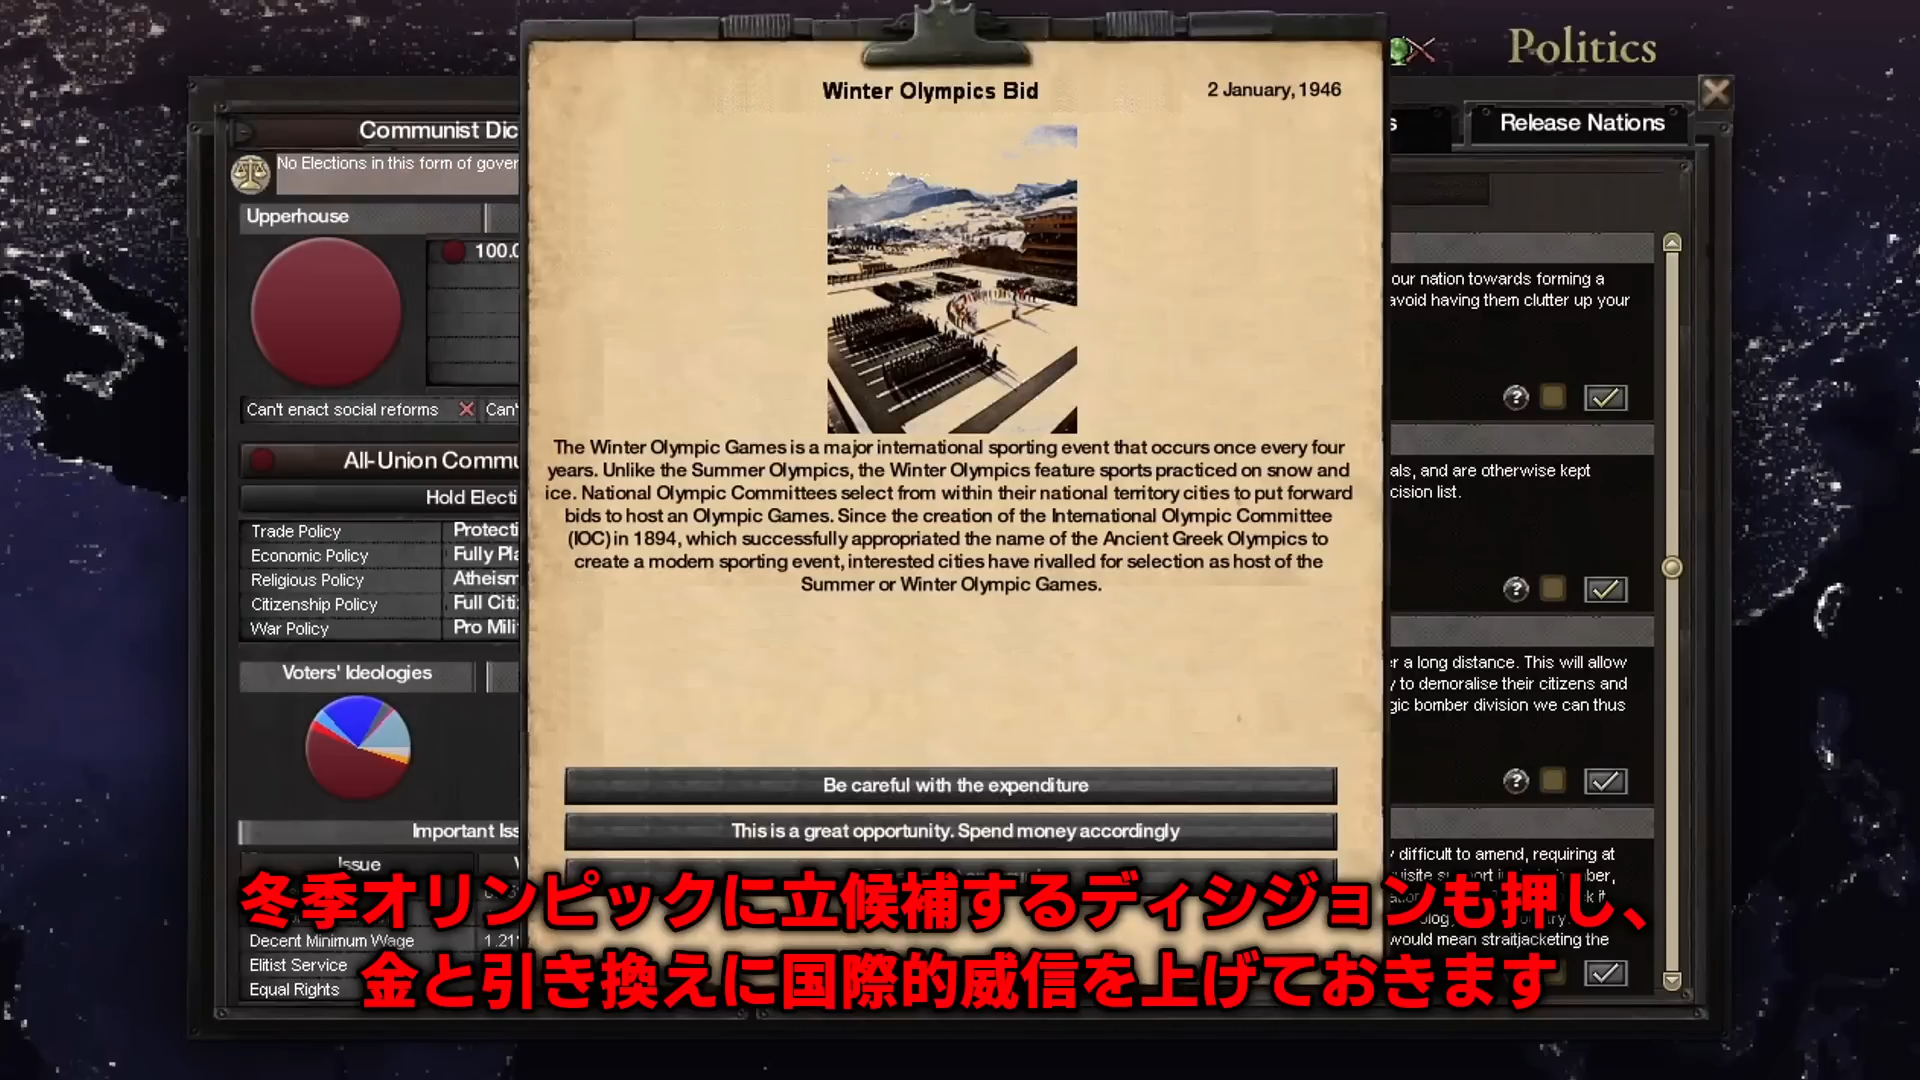 Politics
Winter Olympics Bid
2 January, 1946
Communist Dic
Release Nations
No Elections in this form of gover
Upperhouse
100.0
Can't enact social reforms
Can'
All-Union Commu
Hold Electi
Trade Policy
Protecti
Economic Policy
Fully Pla
Religious Policy
Atheism
Citizenship Policy
Full Citi
War Policy
Pro Mili
Voters' Ideologies
Important Iss
Issue
Decent Minimum Wage
1.21
Elitist Service
Equal Rights
The Winter Olympic Games is a major international sporting event that occurs once every four
years. Unlike the Summer Olympics, the Winter Olympics feature sports practiced on snow and
ice. National Olympic Committees select from within their national territory cities to put forward
bids to host an Olympic Games. Since the creation of the International Olympic Committee
(IOC) in 1894, which successfully appropriated the name of the Ancient Greek Olympics to
create a modern sporting event, interested cities have rivalled for selection as host of the
Summer or Winter Olympic Games.
Be careful with the expenditure
This is a great opportunity. Spend money accordingly
our nation towards forming a
avoid having them clutter up your
als, and are otherwise kept
cision list.
er a long distance. This will allow
y to demoralise their citizens and
gic bomber division we can thus
y difficult to amend, requiring at
would mean straitjacketing the
冬季オリンピックに立候補するディシジョンも押し、
金と引き換えに国際的威信を上げておきます